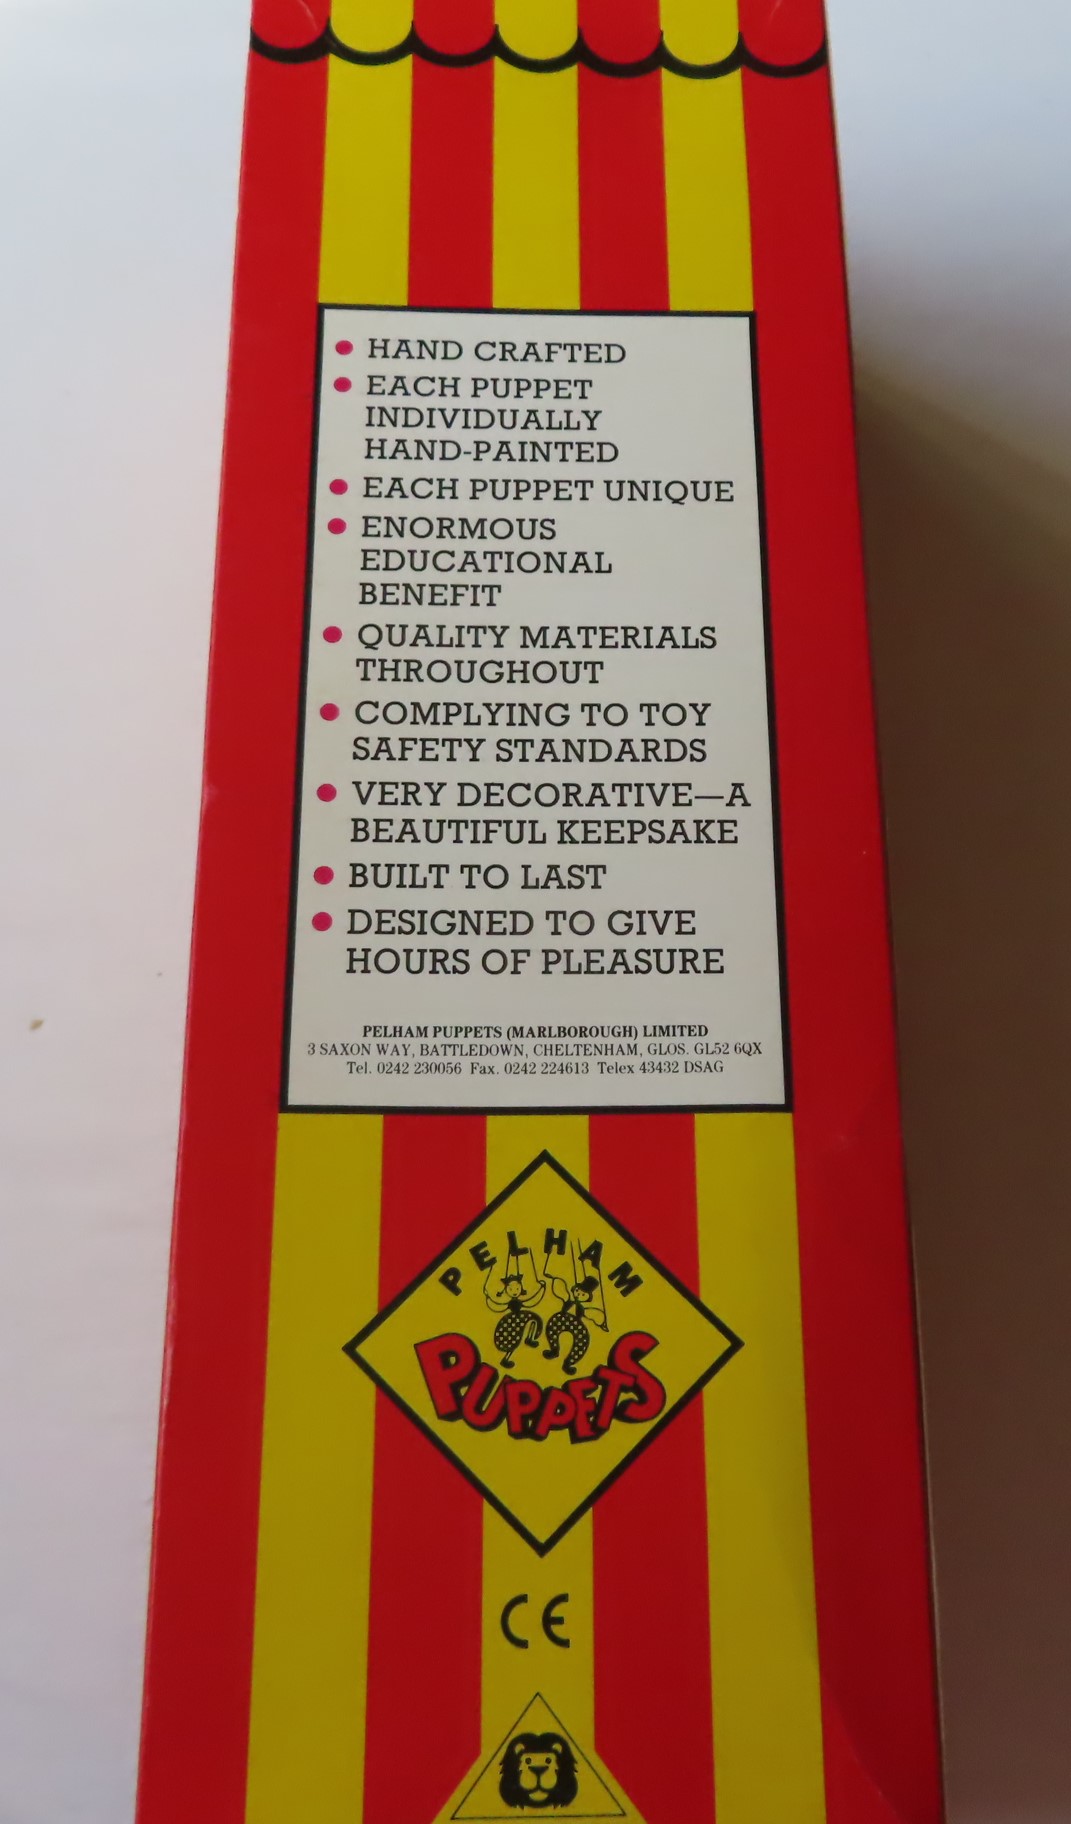 • HAND CRAFTED
• EACH PUPPET
INDIVIDUALLY
HAND-PAINTED
• EACH PUPPET UNIQUE
• ENORMOUS
EDUCATIONAL
BENEFIT
• QUALITY MATERIALS
THROUGHOUT
• COMPLYING TO TOY
SAFETY STANDARDS
• VERY DECORATIVE—A
BEAUTIFUL KEEPSAKE
• BUILT TO LAST
• DESIGNED TO GIVE
HOURS OF PLEASURE
PELHAM PUPPETS (MARLBOROUGH) LIMITED
3 SAXON WAY, BATTLEDOWN, CHELTENHAM, GLOS. GL52 6QX
Tel. 0242 230056 Fax. 0242 224613 Telex 43432 DSAG
PELHAM
PUPPETS
CE